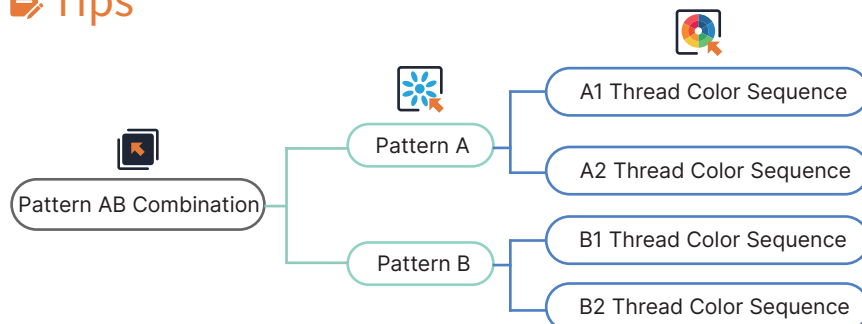 Tips
A1 Thread Color Sequence
Pattern A
A2 Thread Color Sequence
Pattern AB Combination
B1 Thread Color Sequence
Pattern B
B2 Thread Color Sequence